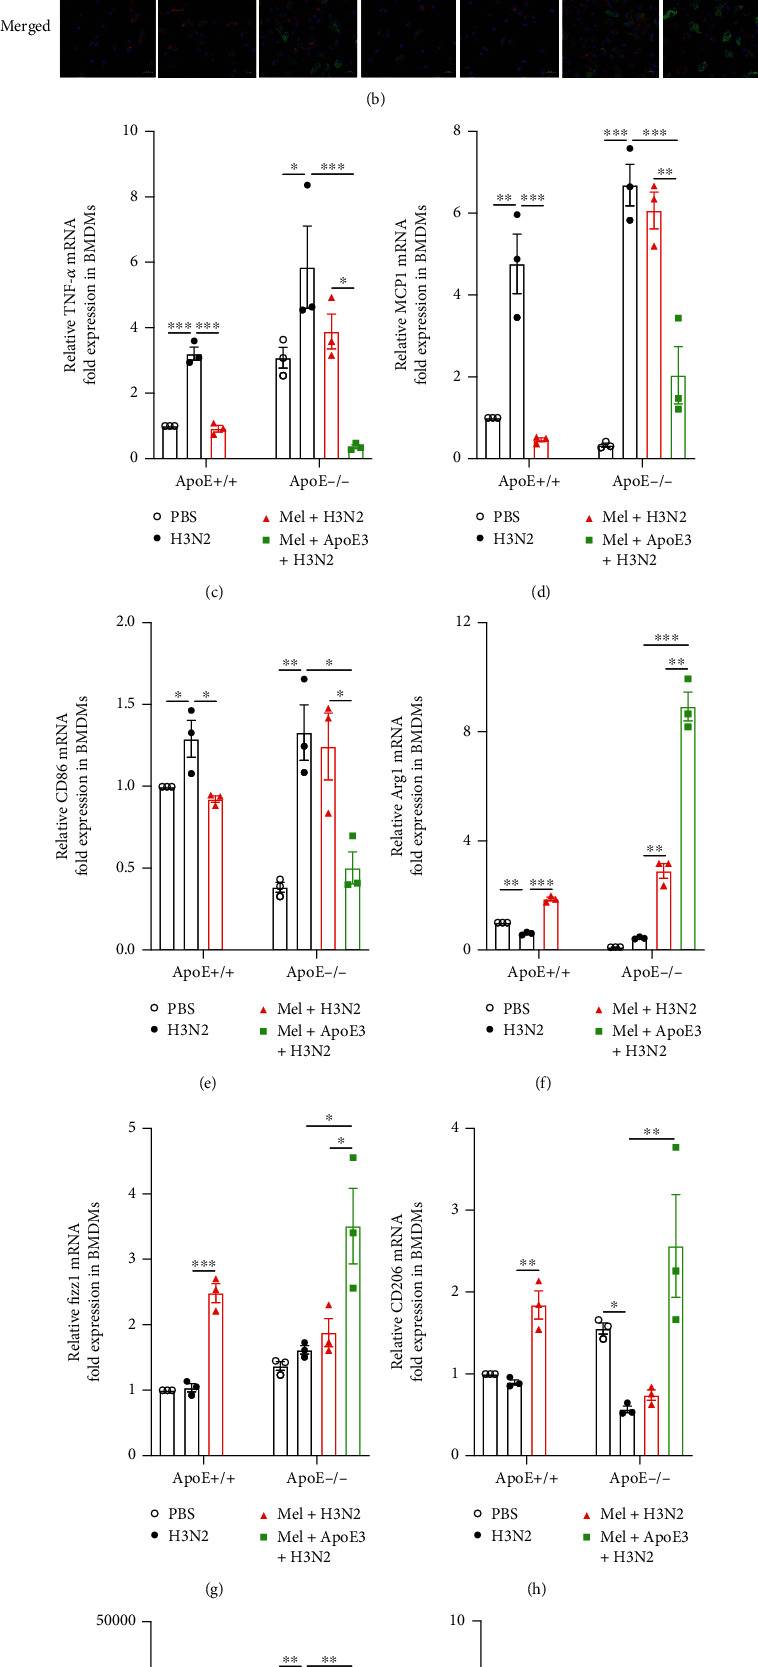 Merged
(b)
10
8
6
4
2
0
Relative TNF-α mRNA
fold expression in BMDMs
*** ***
* ***
*
ApoE+/+ ApoE−/−
PBS
H3N2
Mel + H3N2
Mel + ApoE3
+ H3N2
(c)
8
6
4
2
0
Relative MCP1 mRNA
fold expression in BMDMs
** ***
*** ***
**
ApoE+/+ ApoE−/−
PBS
H3N2
Mel + H3N2
Mel + ApoE3
+ H3N2
(d)
2.0
1.5
1.0
0.5
0.0
Relative CD86 mRNA
fold expression in BMDMs
* *
** *
*
ApoE+/+ ApoE−/−
PBS
H3N2
Mel + H3N2
Mel + ApoE3
+ H3N2
(e)
12
8
4
0
Relative Arg1 mRNA
fold expression in BMDMs
** ***
***
**
**
ApoE+/+ ApoE−/−
PBS
H3N2
Mel + H3N2
Mel + ApoE3
+ H3N2
(f)
5
4
3
2
1
0
Relative fizz1 mRNA
fold expression in BMDMs
***
*
*
ApoE+/+ ApoE−/−
PBS
H3N2
Mel + H3N2
Mel + ApoE3
+ H3N2
(g)
4
3
2
1
0
Relative CD206 mRNA
fold expression in BMDMs
**
*
**
ApoE+/+ ApoE−/−
PBS
H3N2
Mel + H3N2
Mel + ApoE3
+ H3N2
(h)
50000
** **
10